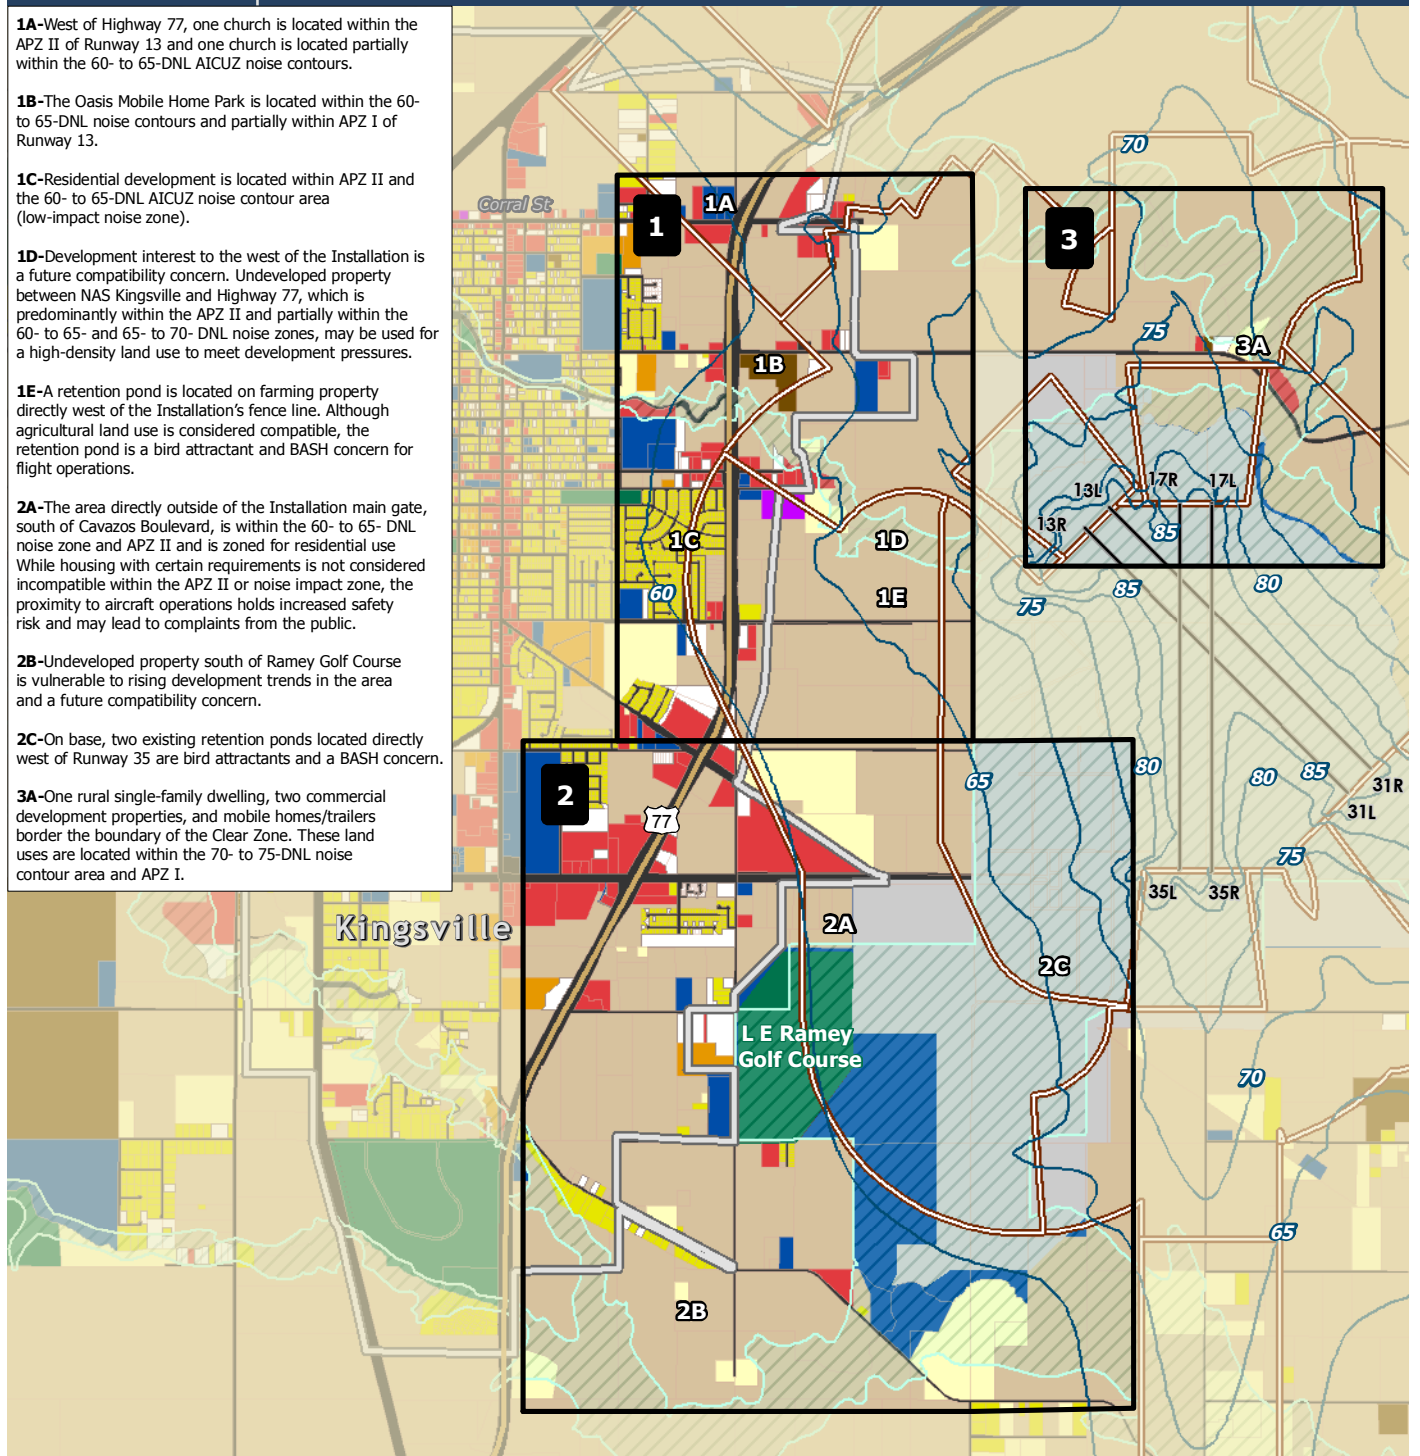 1A-West of Highway 77, one church is located within the
APZ II of Runway 13 and one church is located partially
within the 60- to 65-DNL AICUZ noise contours.
1B-The Oasis Mobile Home Park is located within the 60-
to 65-DNL noise contours and partially within APZ I of
Runway 13.
1C-Residential development is located within APZ II and
the 60- to 65-DNL AICUZ noise contour area
(low-impact noise zone).
1D-Development interest to the west of the Installation is
a future compatibility concern. Undeveloped property
between NAS Kingsville and Highway 77, which is
predominantly within the APZ II and partially within the
60- to 65- and 65- to 70- DNL noise zones, may be used for
a high-density land use to meet development pressures.
1E-A retention pond is located on farming property
directly west of the Installation's fence line. Although
agricultural land use is considered compatible, the
retention pond is a bird attractant and BASH concern for
flight operations.
2A-The area directly outside of the Installation main gate,
south of Cavazos Boulevard, is within the 60- to 65- DNL
noise zone and APZ II and is zoned for residential use
While housing with certain requirements is not considered
incompatible within the APZ II or noise impact zone, the
proximity to aircraft operations holds increased safety
risk and may lead to complaints from the public.
2B-Undeveloped property south of Ramey Golf Course
is vulnerable to rising development trends in the area
and a future compatibility concern.
2C-On base, two existing retention ponds located directly
west of Runway 35 are bird attractants and a BASH concern.
3A-One rural single-family dwelling, two commercial
development properties, and mobile homes/trailers
border the boundary of the Clear Zone. These land
uses are located within the 70- to 75-DNL noise
contour area and APZ I.
70
Corral St
1A
1
3
75
3A
1B
13L
17R
17L
13R
85
1C
1D
60
1E
75
85
80
2
77
65
80
80
85
31R
31L
75
35L
35R
Kingsville
2A
2C
L E Ramey
Golf Course
70
65
2B